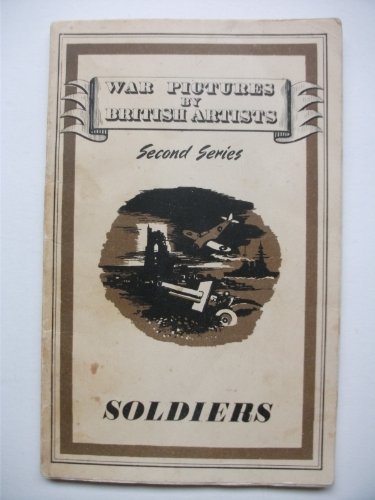 WAR PICTURES
BY
BRITISH ARTISTS
Second Series
SOLDIERS